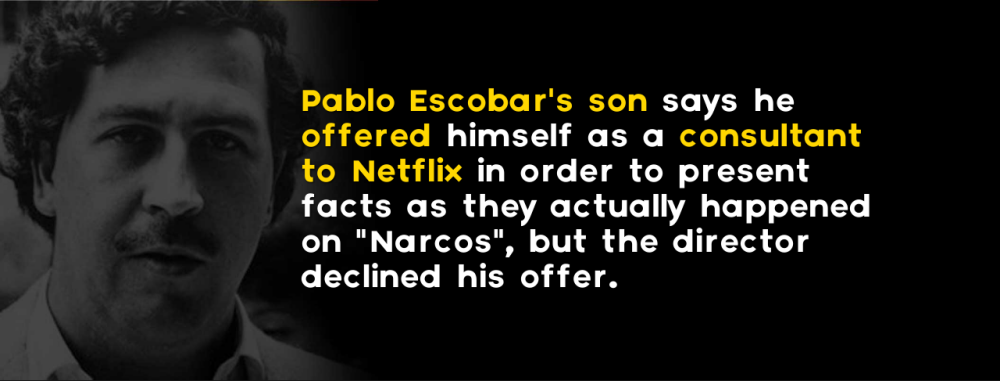 Pablo Escobar's son says he
offered himself as a consultant
to Netflix in order to present
facts as they actually happened
on "Narcos", but the director
declined his offer.